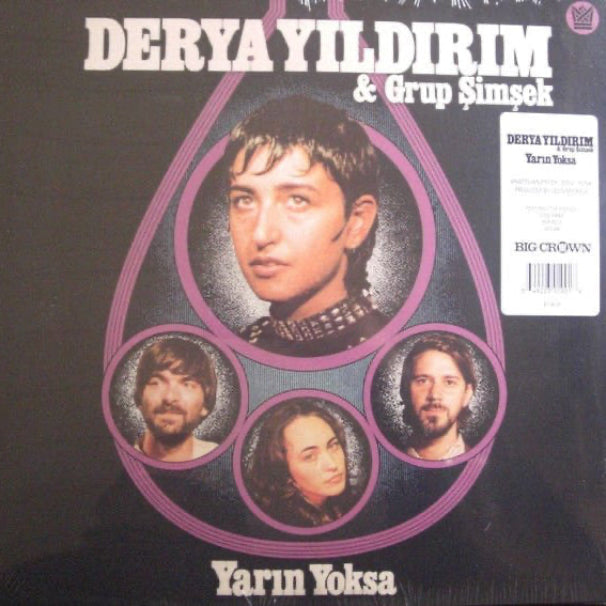 DERYA YILDIRIM
& Grup Şimşek
DERYA YILDIRIM
& Grup Şimşek
Yarın Yoksa
BIG CROWN
Yarın Yoksa